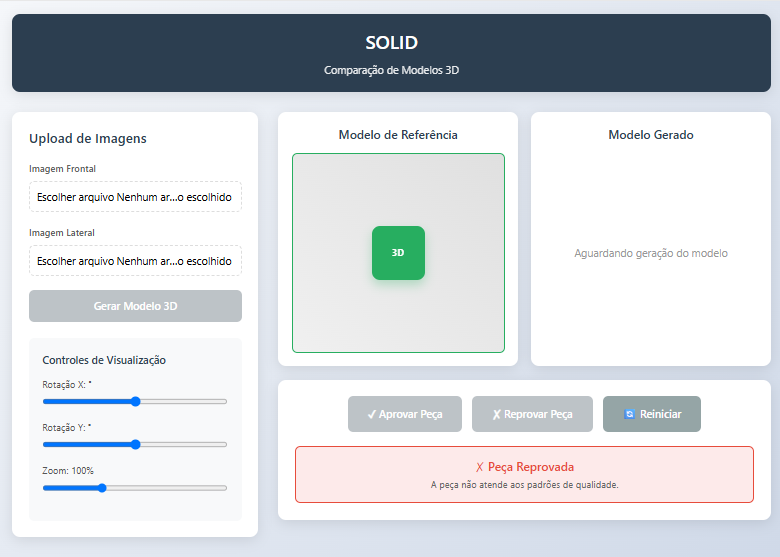 SOLID
Comparação de Modelos 3D
Upload de Imagens
Imagem Frontal
Escolher arquivo Nenhum ar...o escolhido
Imagem Lateral
Escolher arquivo Nenhum ar...o escolhido
Gerar Modelo 3D
Controles de Visualização
Rotação X: °
Rotação Y: °
Zoom: 100%
Modelo de Referência
3D
Modelo Gerado
Aguardando geração do modelo
✓ Aprovar Peça
✗ Reprovar Peça
🔄 Reiniciar
✗ Peça Reprovada
A peça não atende aos padrões de qualidade.